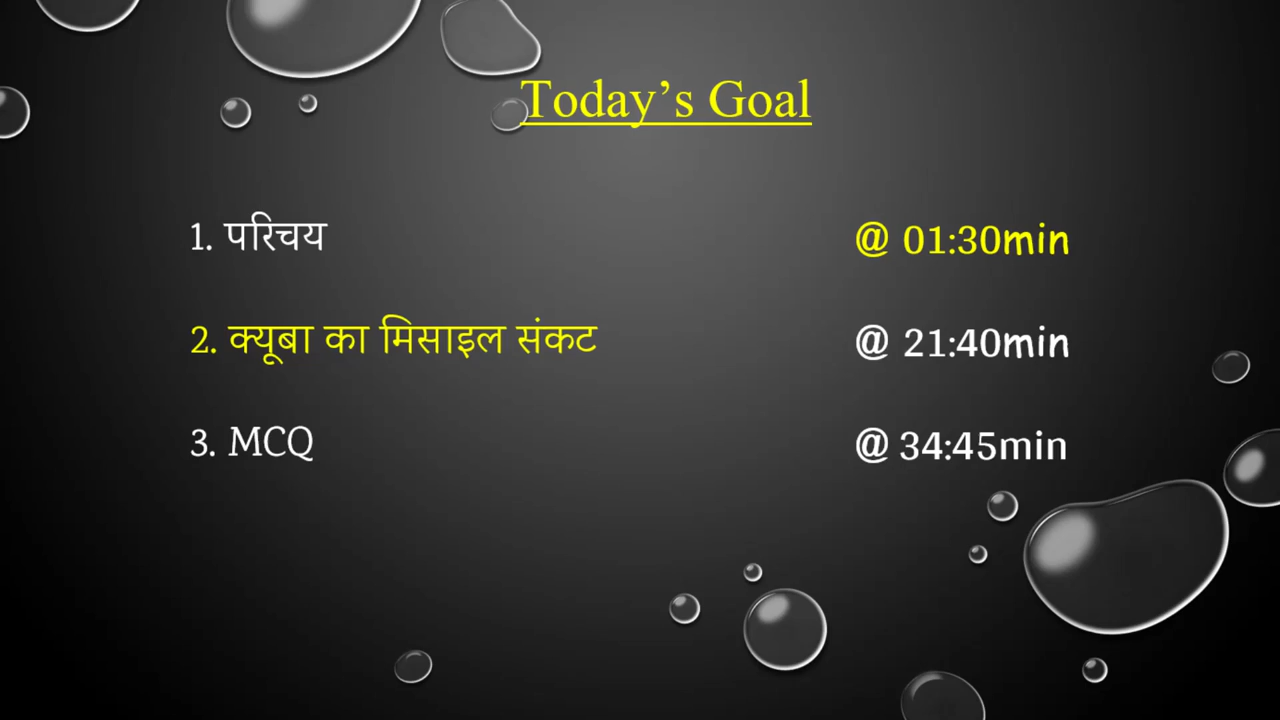 Today's Goal
1. परिचय @ 01:30min
2. क्यूबा का मिसाइल संकट @ 21:40min
3. MCQ @ 34:45min